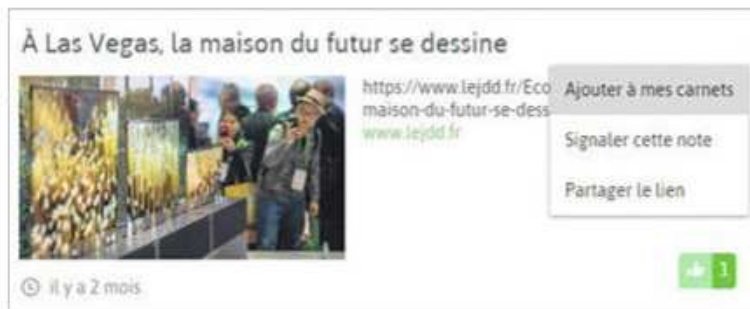 À Las Vegas, la maison du futur se dessine
https://www.lejdd.fr/Eco
maison-du-futur-se-dess
www.lejdd.fr
Ajouter à mes carnets
Signaler cette note
Partager le lien
il y a 2 mois
1